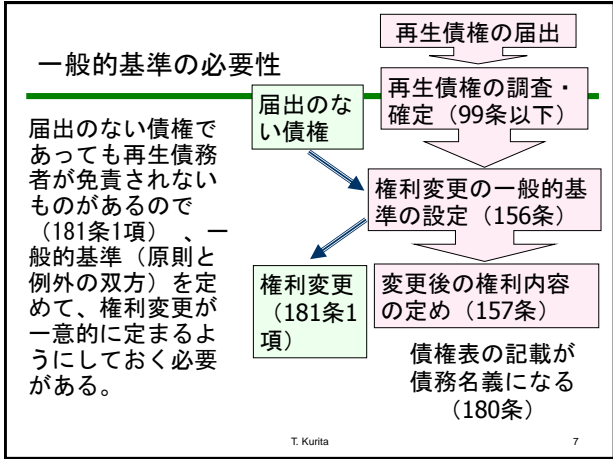 一般的基準の必要性
届出のない債権で
あっても再生債務
者が免責されない
ものがあるので
(181条1項) 、一
般的基準(原則と
例外の双方)を定
めて、権利変更が
一意的に定まるよ
うにしておく必要
がある。
届出のな
い債権
権利変更
(181条1
項)
再生債権の届出
再生債権の調査・
確定(99条以下)
権利変更の一般的基
準の設定(156条)
変更後の権利内容
の定め(157条)
債権表の記載が
債務名義になる
(180条)
T. Kurita
7